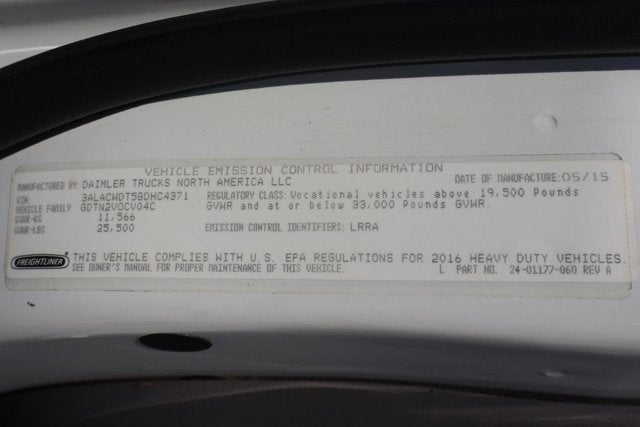 VEHICLE EMISSION CONTROL INFORMATION
MANUFACTURED BY: DAIMLER TRUCKS NORTH AMERICA LLC DATE OF MANUFACTURE: 05/15
VIN: 3ALACWDT5GDHC4371 REGULATORY CLASS: Vocational vehicles above 19,500 Pounds
VEHICLE FAMILY GDTN2VOCV04C GVWR and at or below 33,000 Pounds GVWR.
GVWR-KG 11,566
GVWR-LBS 25,500 EMISSION CONTROL IDENTIFIERS: LRRA
FREIGHTLINER THIS VEHICLE COMPLIES WITH U.S. EPA REGULATIONS FOR 2016 HEAVY DUTY VEHICLES.
SEE OWNER'S MANUAL FOR PROPER MAINTENANCE OF THIS VEHICLE. L PART NO. 24-01177-060 REV A